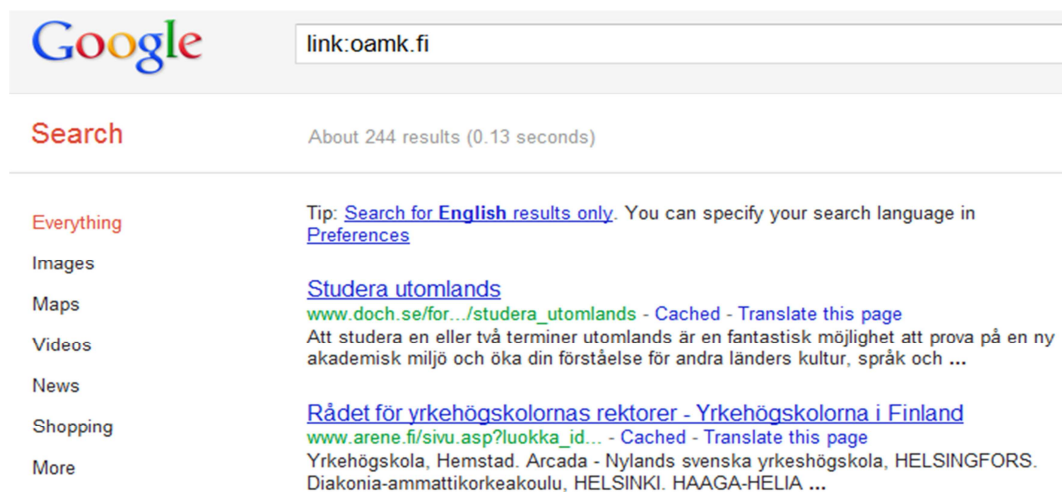 Google
link:oamk.fi
Search
About 244 results (0.13 seconds)
Everything
Images
Maps
Videos
News
Shopping
More
Tip: Search for English results only. You can specify your search language in
Preferences
Studera utomlands
www.doch.se/for.../studera_utomlands - Cached - Translate this page
Att studera en eller två terminer utomlands är en fantastisk möjlighet att prova på en ny
akademisk miljö och öka din förståelse för andra länders kultur, språk och ...
Rådet för yrkehögskolornas rektorer - Yrkehögskolorna i Finland
www.arene.fi/sivu.asp?luokka_id... - Cached - Translate this page
Yrkehögskola, Hemstad. Arcada - Nylands svenska yrkeshögskola, HELSINGFORS.
Diakonia-ammattikorkeakoulu, HELSINKI. HAAGA-HELIA ...